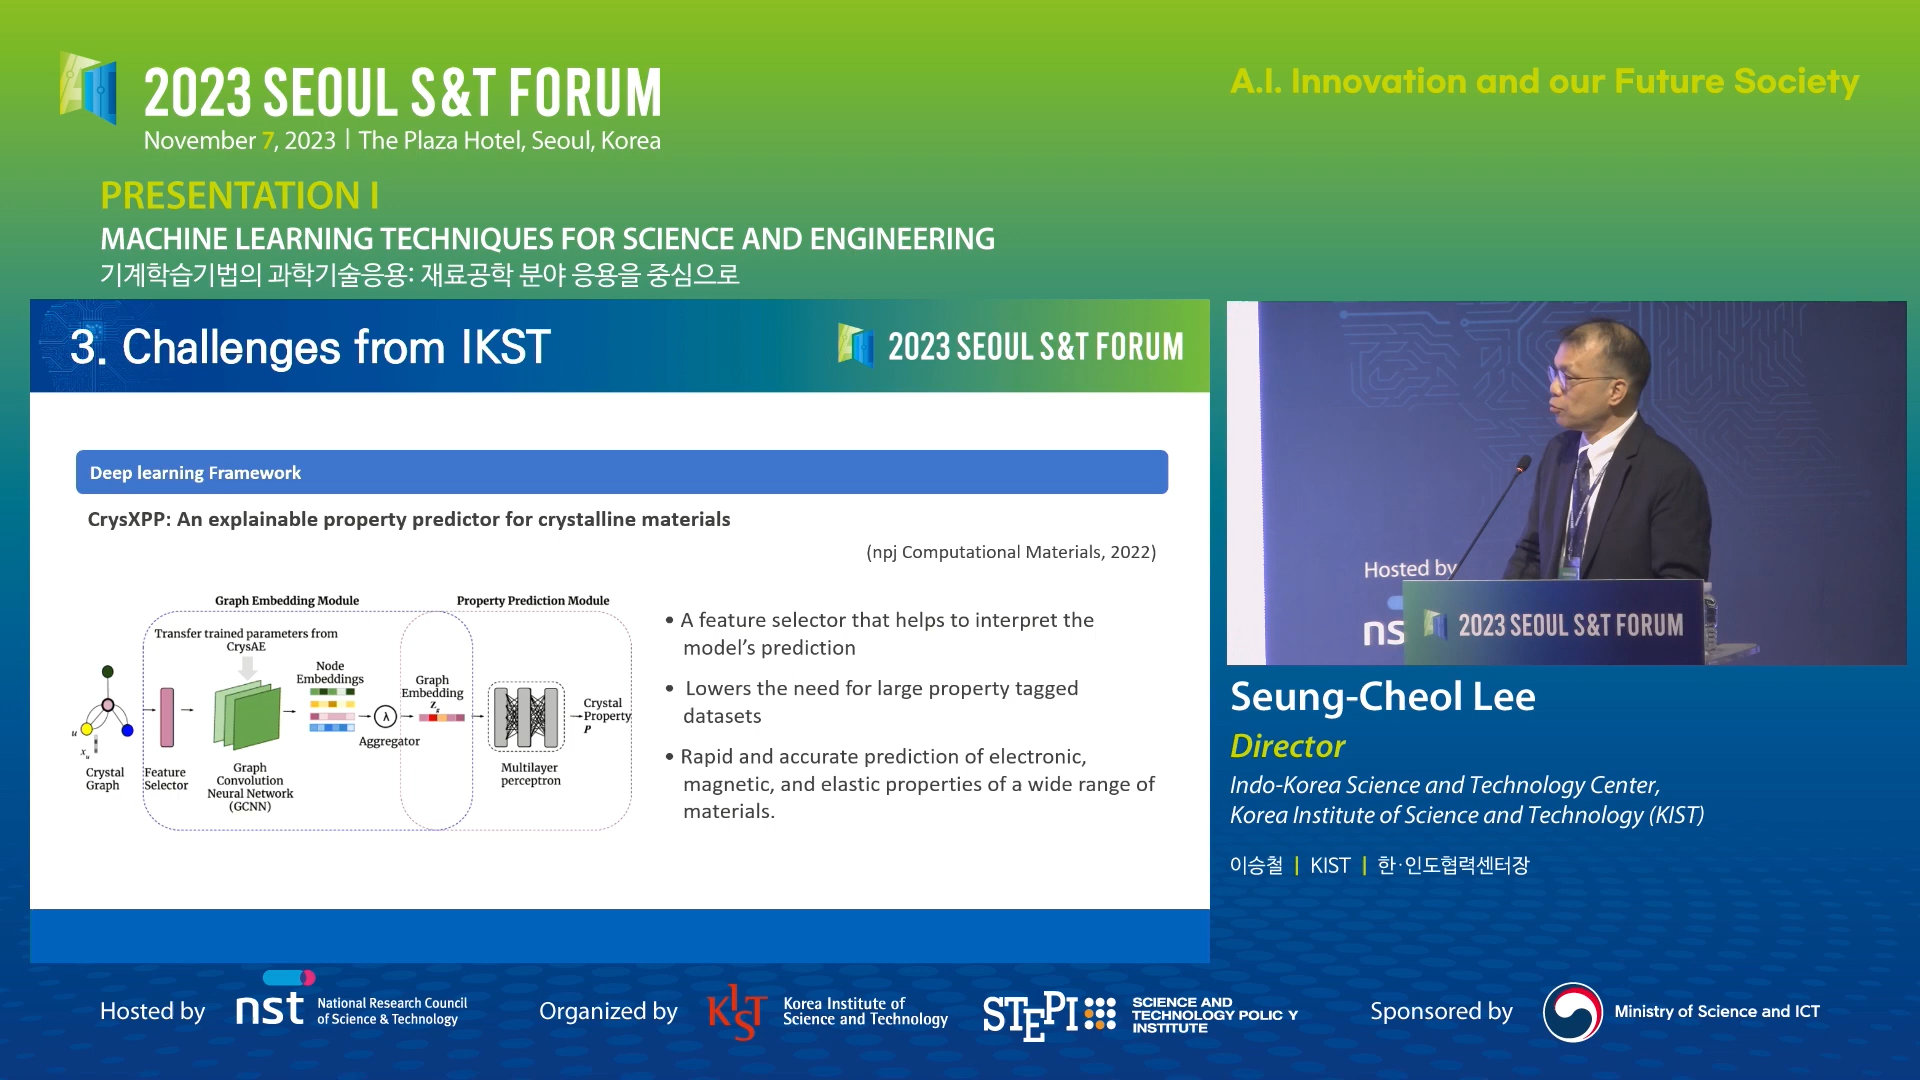 2023 SEOUL S&T FORUM
November 7, 2023 | The Plaza Hotel, Seoul, Korea
A.I. Innovation and our Future Society
PRESENTATION I
MACHINE LEARNING TECHNIQUES FOR SCIENCE AND ENGINEERING
기계학습기법의 과학기술응용: 재료공학 분야 응용을 중심으로
3. Challenges from IKST
2023 SEOUL S&T FORUM
Deep learning Framework
CrysXPP: An explainable property predictor for crystalline materials
(npj Computational Materials, 2022)
Graph Embedding Module
Property Prediction Module
Transfer trained parameters from
CrysAE
Node
Embeddings
Graph
Embedding
Zg
λ
Aggregator
Crystal
Property
P
u
xu
Crystal
Graph
Feature
Selector
Graph
Convolution
Neural Network
(GCNN)
Multilayer
perceptron
• A feature selector that helps to interpret the
model’s prediction
• Lowers the need for large property tagged
datasets
• Rapid and accurate prediction of electronic,
magnetic, and elastic properties of a wide range of
materials.
Hosted by
ns
2023 SEOUL S&T FORUM
Seung-Cheol Lee
Director
Indo-Korea Science and Technology Center,
Korea Institute of Science and Technology (KIST)
이승철 | KIST | 한·인도협력센터장
Hosted by
nst
National Research Council
of Science & Technology
Organized by
KIST
Korea Institute of
Science and Technology
STEPI
SCIENCE AND
TECHNOLOGY POLIC Y
INSTITUTE
Sponsored by
Ministry of Science and ICT